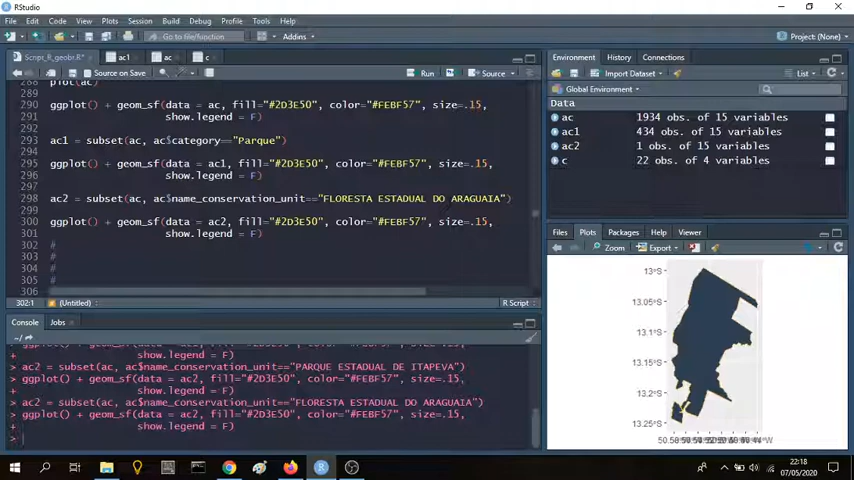 RStudio
File Edit Code View Plots Session Build Debug Profile Tools Help
Go to file/function Addins Project: (None)
Script_R_geobr.R* ac1 ac c
Source on Save Run Source
288 plot(ac)
289
290 ggplot() + geom_sf(data = ac, fill="#2D3E50", color="#FEBF57", size=.15,
291 show.legend = F)
292
293 ac1 = subset(ac, ac$category=="Parque")
294
295 ggplot() + geom_sf(data = ac1, fill="#2D3E50", color="#FEBF57", size=.15,
296 show.legend = F)
297
298 ac2 = subset(ac, ac$name_conservation_unit=="FLORESTA ESTADUAL DO ARAGUAIA")
299
300 ggplot() + geom_sf(data = ac2, fill="#2D3E50", color="#FEBF57", size=.15,
301 show.legend = F)
302 #
303 #
304 #
305 #
306
302:1 (Untitled) R Script
Console Jobs
~/
+ show.legend = F)
> ac2 = subset(ac, ac$name_conservation_unit=="PARQUE ESTADUAL DE ITAPEVA")
> ggplot() + geom_sf(data = ac2, fill="#2D3E50", color="#FEBF57", size=.15,
+ show.legend = F)
> ac2 = subset(ac, ac$name_conservation_unit=="FLORESTA ESTADUAL DO ARAGUAIA")
> ggplot() + geom_sf(data = ac2, fill="#2D3E50", color="#FEBF57", size=.15,
+ show.legend = F)
>
Environment History Connections
Import Dataset List
Global Environment
Data
ac 1934 obs. of 15 variables
ac1 434 obs. of 15 variables
ac2 1 obs. of 15 variables
c 22 obs. of 4 variables
Files Plots Packages Help Viewer
Zoom Export
13°S
13.05°S
13.1°S
13.15°S
13.2°S
13.25°S
22:18
07/05/2020